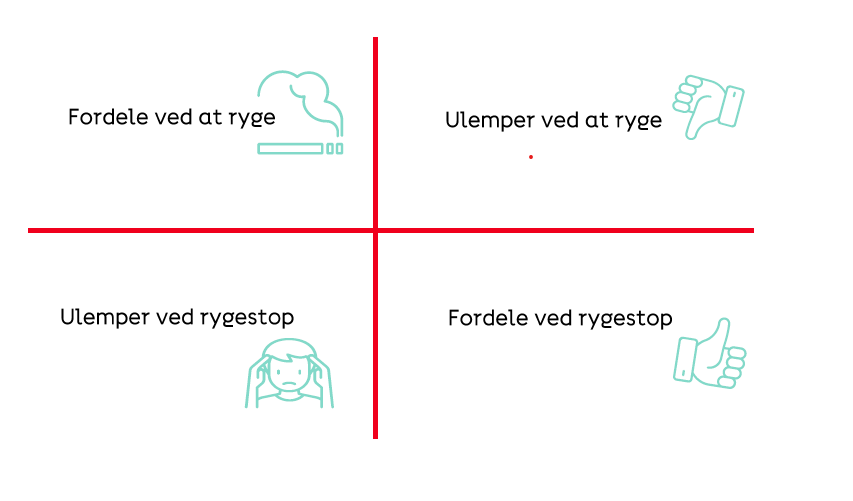 Fordele ved at ryge
Ulemper ved at ryge
Ulemper ved rygestop
Fordele ved rygestop